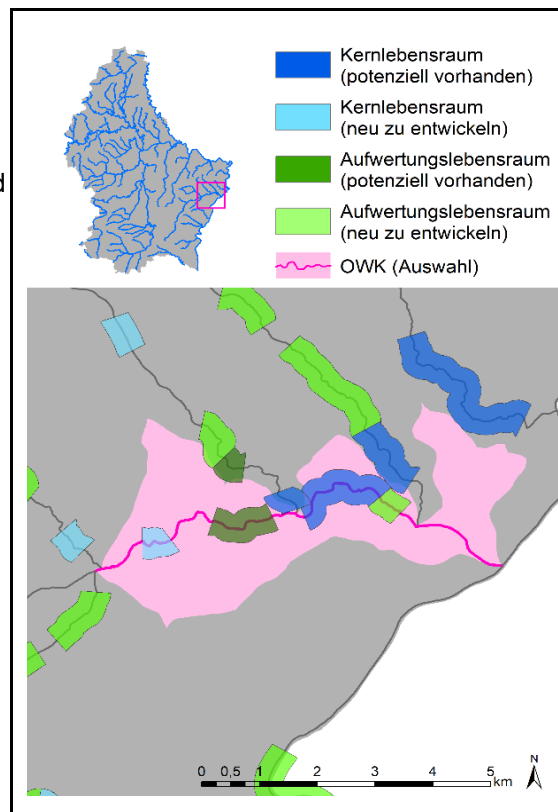 Kernlebensraum
(potenziell vorhanden)
Kernlebensraum
(neu zu entwickeln)
Aufwertungslebensraum
(potenziell vorhanden)
Aufwertungslebensraum
(neu zu entwickeln)
OWK (Auswahl)
d
0 0,5 1 2 3 4 5
km
N